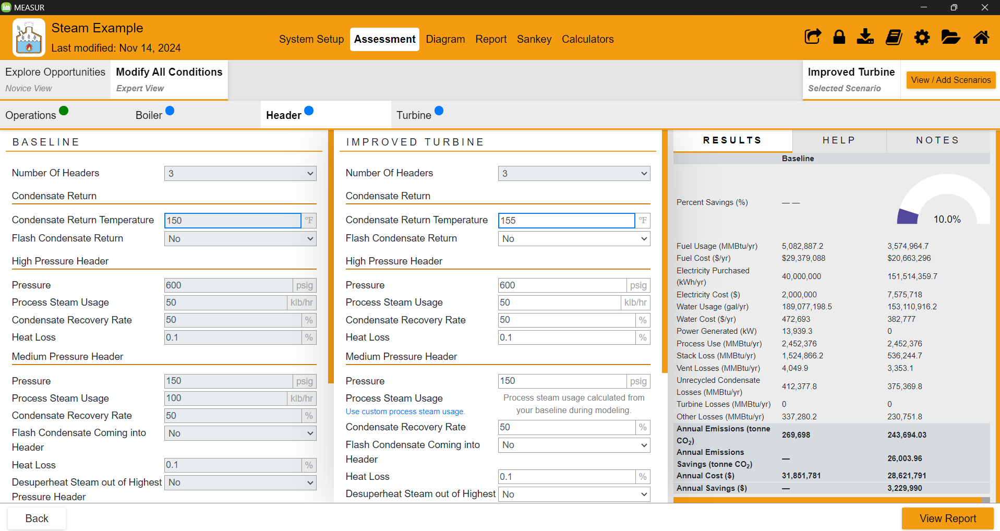 MEASUR
Steam Example
Last modified: Nov 14, 2024
System Setup Assessment Diagram Report Sankey Calculators
Explore Opportunities
Novice View
Modify All Conditions
Expert View
Improved Turbine
Selected Scenario
View / Add Scenarios
Operations Boiler Header Turbine
BASELINE
Number Of Headers 3
Condensate Return
Condensate Return Temperature 150 °F
Flash Condensate Return No
High Pressure Header
Pressure 600 psig
Process Steam Usage 50 klb/hr
Condensate Recovery Rate 50 %
Heat Loss 0.1 %
Medium Pressure Header
Pressure 150 psig
Process Steam Usage 100 klb/hr
Condensate Recovery Rate 50 %
Flash Condensate Coming into No
Header
Heat Loss 0.1 %
Desuperheat Steam out of Highest No
Pressure Header
IMPROVED TURBINE
Number Of Headers 3
Condensate Return
Condensate Return Temperature 155 °F
Flash Condensate Return No
High Pressure Header
Pressure 600 psig
Process Steam Usage 50 klb/hr
Condensate Recovery Rate 50 %
Heat Loss 0.1 %
Medium Pressure Header
Pressure 150 psig
Process Steam Usage Process steam usage calculated from
Use custom process steam usage. your baseline during modeling.
Condensate Recovery Rate 50 %
Flash Condensate Coming into No
Header
Heat Loss 0.1 %
Desuperheat Steam out of Highest No
RESULTS HELP NOTES
Baseline
Percent Savings (%) — — 10.0%
Fuel Usage (MMBtu/yr) 5,082,887.2 3,574,964.7
Fuel Cost ($/yr) $29,379,088 $20,663,296
Electricity Purchased
(kWh/yr) 40,000,000 151,514,359.7
Electricity Cost ($) 2,000,000 7,575,718
Water Usage (gal/yr) 189,077,198.5 153,110,916.2
Water Cost ($/yr) 472,693 382,777
Power Generated (kW) 13,939.3 0
Process Use (MMBtu/yr) 2,452,376 2,452,376
Stack Loss (MMBtu/yr) 1,524,866.2 536,244.7
Vent Losses (MMBtu/yr) 4,049.9 3,353.1
Unrecycled Condensate
Losses (MMBtu/yr) 412,377.8 375,369.8
Turbine Losses (MMBtu/yr) 0 0
Other Losses (MMBtu/yr) 337,280.2 230,751.8
Annual Emissions (tonne
CO₂) 269,698 243,694.03
Annual Emissions
Savings (tonne CO₂) — 26,003.96
Annual Cost ($) 31,851,781 28,621,791
Annual Savings ($) — 3,229,990
Back
View Report